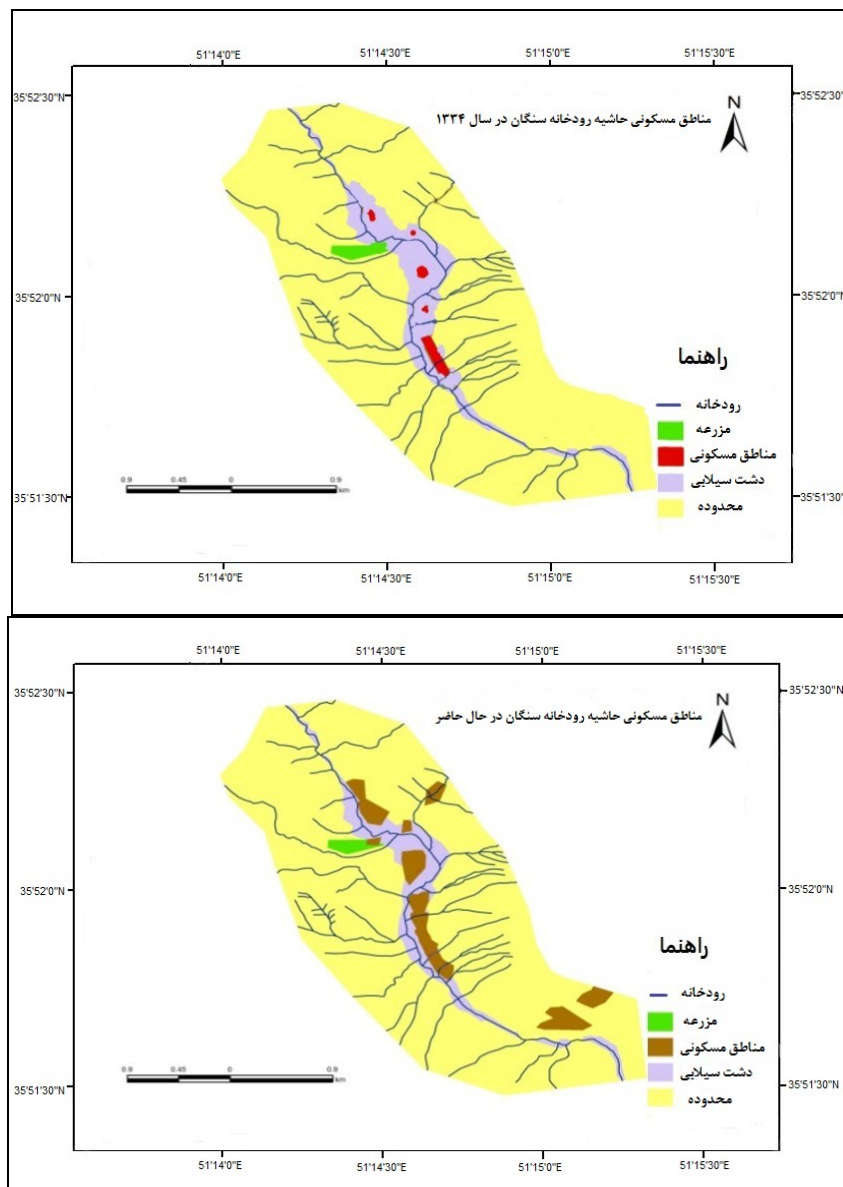 51°14'0"E 51°14'30"E 51°15'0"E 51°15'30"E
35°52'30"N 35°52'30"N
مناطق مسکونی حاشیه رودخانه سنگان در سال ۱۳۳۴
N
35°52'0"N 35°52'0"N
راهنما
رودخانه
مزرعه
مناطق مسکونی
دشت سیلابی
محدوده
0.9 0.45 0 0.9
km
35°51'30"N 35°51'30"N
51°14'0"E 51°14'30"E 51°15'0"E 51°15'30"E
51°14'0"E 51°14'30"E 51°15'0"E 51°15'30"E
35°52'30"N 35°52'30"N
مناطق مسکونی حاشیه رودخانه سنگان در حال حاضر
N
35°52'0"N 35°52'0"N
راهنما
رودخانه
مزرعه
مناطق مسکونی
دشت سیلابی
محدوده
0.9 0.45 0 0.9
km
35°51'30"N 35°51'30"N
51°14'0"E 51°14'30"E 51°15'0"E 51°15'30"E